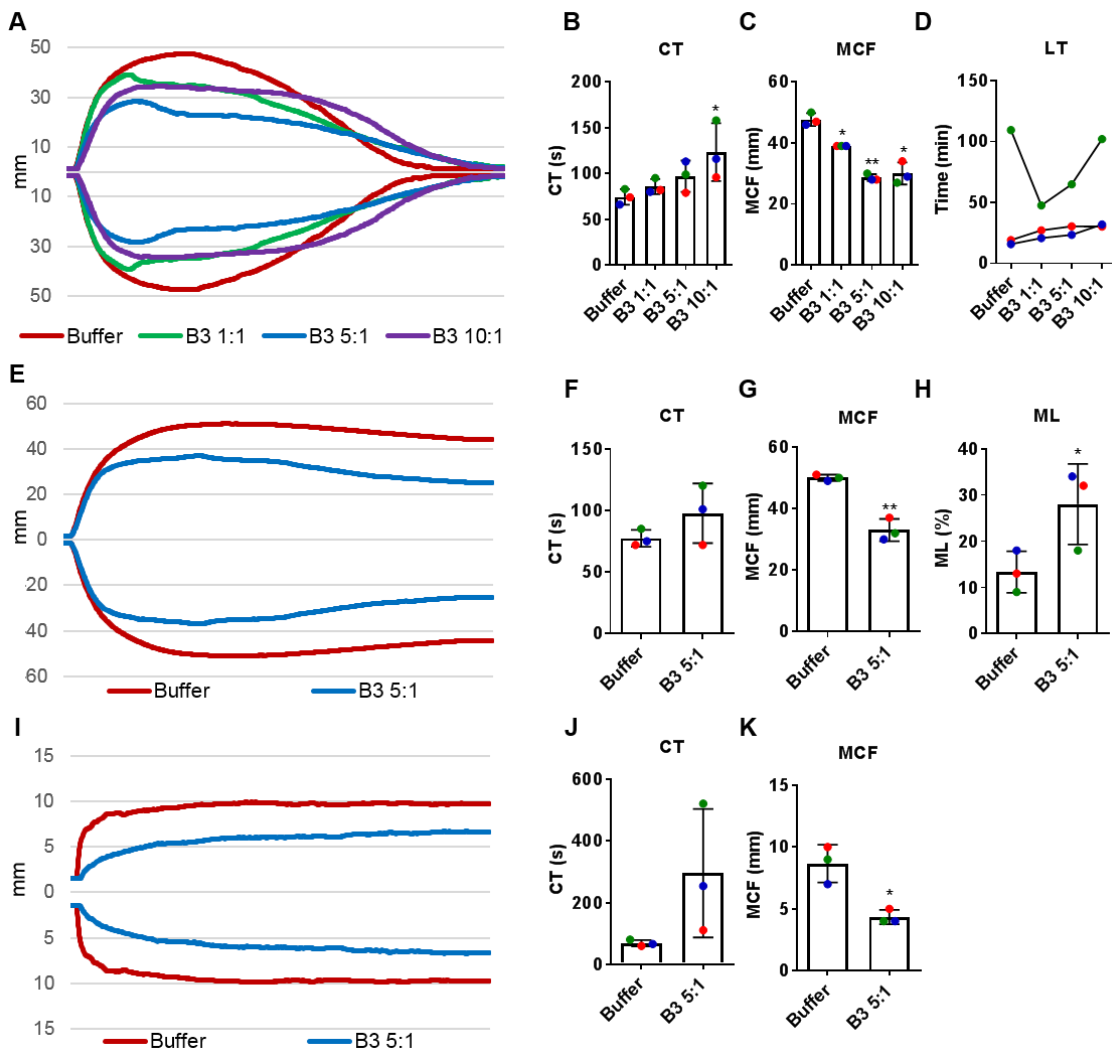 A
50
30
10
mm
10
30
50
Buffer B3 1:1 B3 5:1 B3 10:1
B
CT
CT (s)
200
150
100
50
0
*
Buffer
B3 1:1
B3 5:1
B3 10:1
C
MCF
MCF (mm)
60
40
20
0
*
**
*
Buffer
B3 1:1
B3 5:1
B3 10:1
D
LT
Time (min)
150
100
50
0
Buffer
B3 1:1
B3 5:1
B3 10:1
E
60
40
20
0
20
40
60
Buffer B3 5:1
F
CT
CT (s)
150
100
50
0
Buffer
B3 5:1
G
MCF
MCF (mm)
60
40
20
0
**
Buffer
B3 5:1
H
ML
ML (%)
40
30
20
10
0
*
Buffer
B3 5:1
I
15
10
5
mm
0
5
10
15
Buffer B3 5:1
J
CT
CT (s)
600
400
200
0
Buffer
B3 5:1
K
MCF
MCF (mm)
15
10
5
0
*
Buffer
B3 5:1